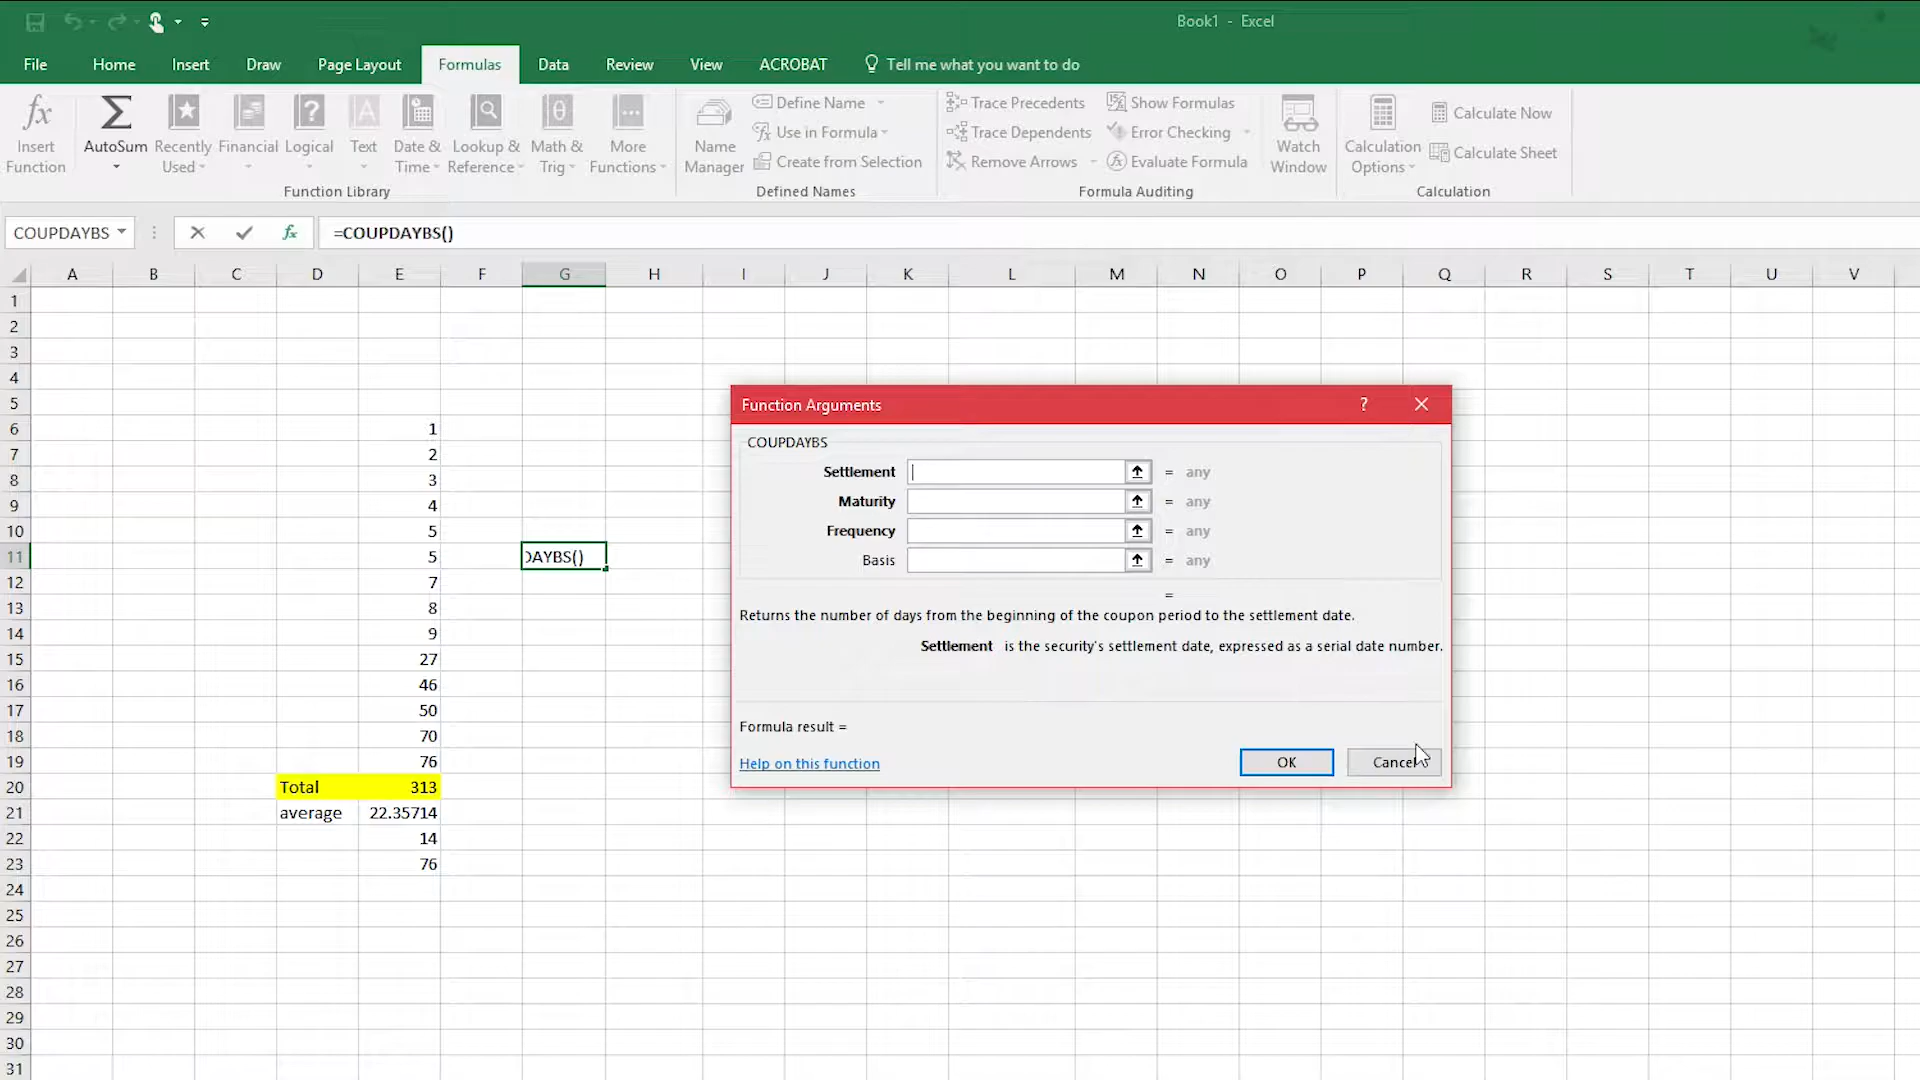 Book1 - Excel
File Home Insert Draw Page Layout Formulas Data Review View ACROBAT Tell me what you want to do
fx Insert Function
Σ AutoSum
Recently Used
Financial
Logical
Text
Date & Time
Lookup & Reference
Math & Trig
More Functions
Function Library
Name Manager
Define Name
Use in Formula
Create from Selection
Defined Names
Trace Precedents
Trace Dependents
Remove Arrows
Show Formulas
Error Checking
Evaluate Formula
Watch Window
Formula Auditing
Calculation Options
Calculate Now
Calculate Sheet
Calculation
COUPDAYBS fx =COUPDAYBS()
A B C D E F G H I J K L M N O P Q R S T U V
1
2
3
4
5
6 1
7 2
8 3
9 4
10 5
11 5 DAYBS()
12 7
13 8
14 9
15 27
16 46
17 50
18 70
19 76
20 Total 313
21 average 22.35714
22 14
23 76
24
25
26
27
28
29
30
31
Function Arguments ?
COUPDAYBS
Settlement = any
Maturity = any
Frequency = any
Basis = any
=
Returns the number of days from the beginning of the coupon period to the settlement date.
Settlement is the security's settlement date, expressed as a serial date number.
Formula result =
Help on this function
OK Cancel